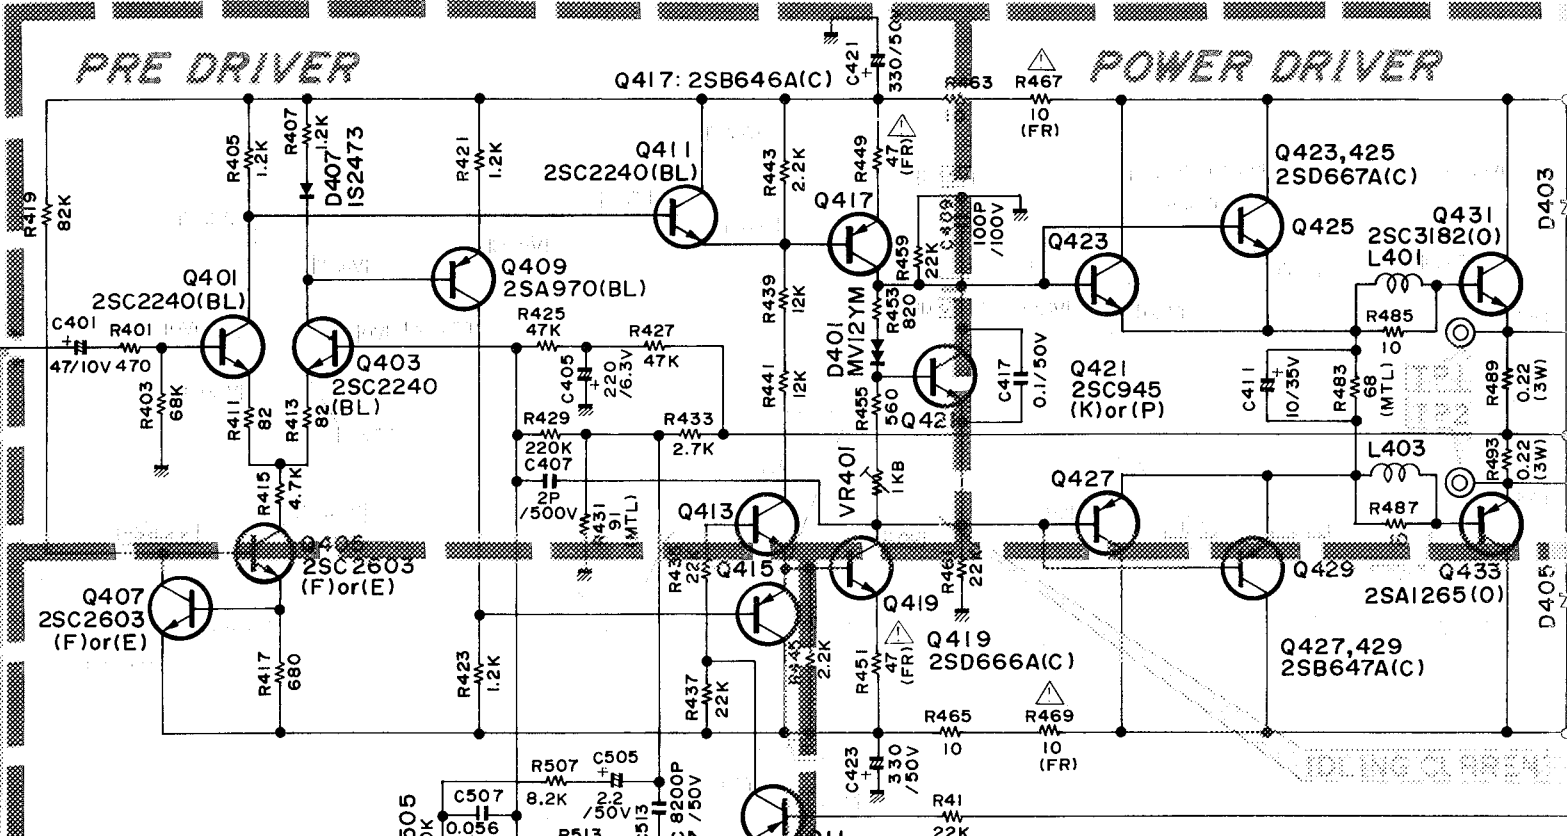 PRE DRIVER
POWER DRIVER
Q417: 2SB646A(C)
C421
330/50V
R467
10
(FR)
R405
1.2K
R407
1.2K
D407
1S2473
R421
1.2K
Q411
2SC2240(BL)
R443
2.2K
R449
47
(FR)
R419
82K
Q417
100P
/100V
R459
22K
Q423,425
2SD667A(C)
Q425
Q431
2SC3182(O)
L401
D403
Q423
Q401
2SC2240(BL)
Q409
2SA970(BL)
R439
12K
R453
820
D401
MV12YM
C401
47/10V
R401
470
R425
47K
R427
47K
Q403
2SC2240
(BL)
C405
220
/6.3V
R441
12K
R455
560
Q42
C417
0.1/50V
Q421
2SC945
(K)or(P)
R485
10
C411
10/35V
R483
68
(MTL)
TP1
TP2
R489
0.22
(3W)
R403
68K
R411
82
R413
82
R429
220K
R433
2.7K
C407
2P
/500V
R415
4.7K
R431
91
MTL)
VR401
1KB
L403
R493
0.22
(3W)
Q413
Q427
R487
2SC2603
(F)or(E)
Q415
Q407
2SC2603
(F)or(E)
Q419
Q419
2SD666A(C)
Q429
Q433
2SA1265(O)
D405
Q427,429
2SB647A(C)
R417
680
R423
1.2K
R437
22K
R445
2.2K
R451
47
(FR)
R465
10
R469
10
(FR)
C423
330
/50V
IDLING CURRENT
R507
8.2K
C505
2.2
/50V
C507
0.056
8200P
/50V
R41
22K
R513